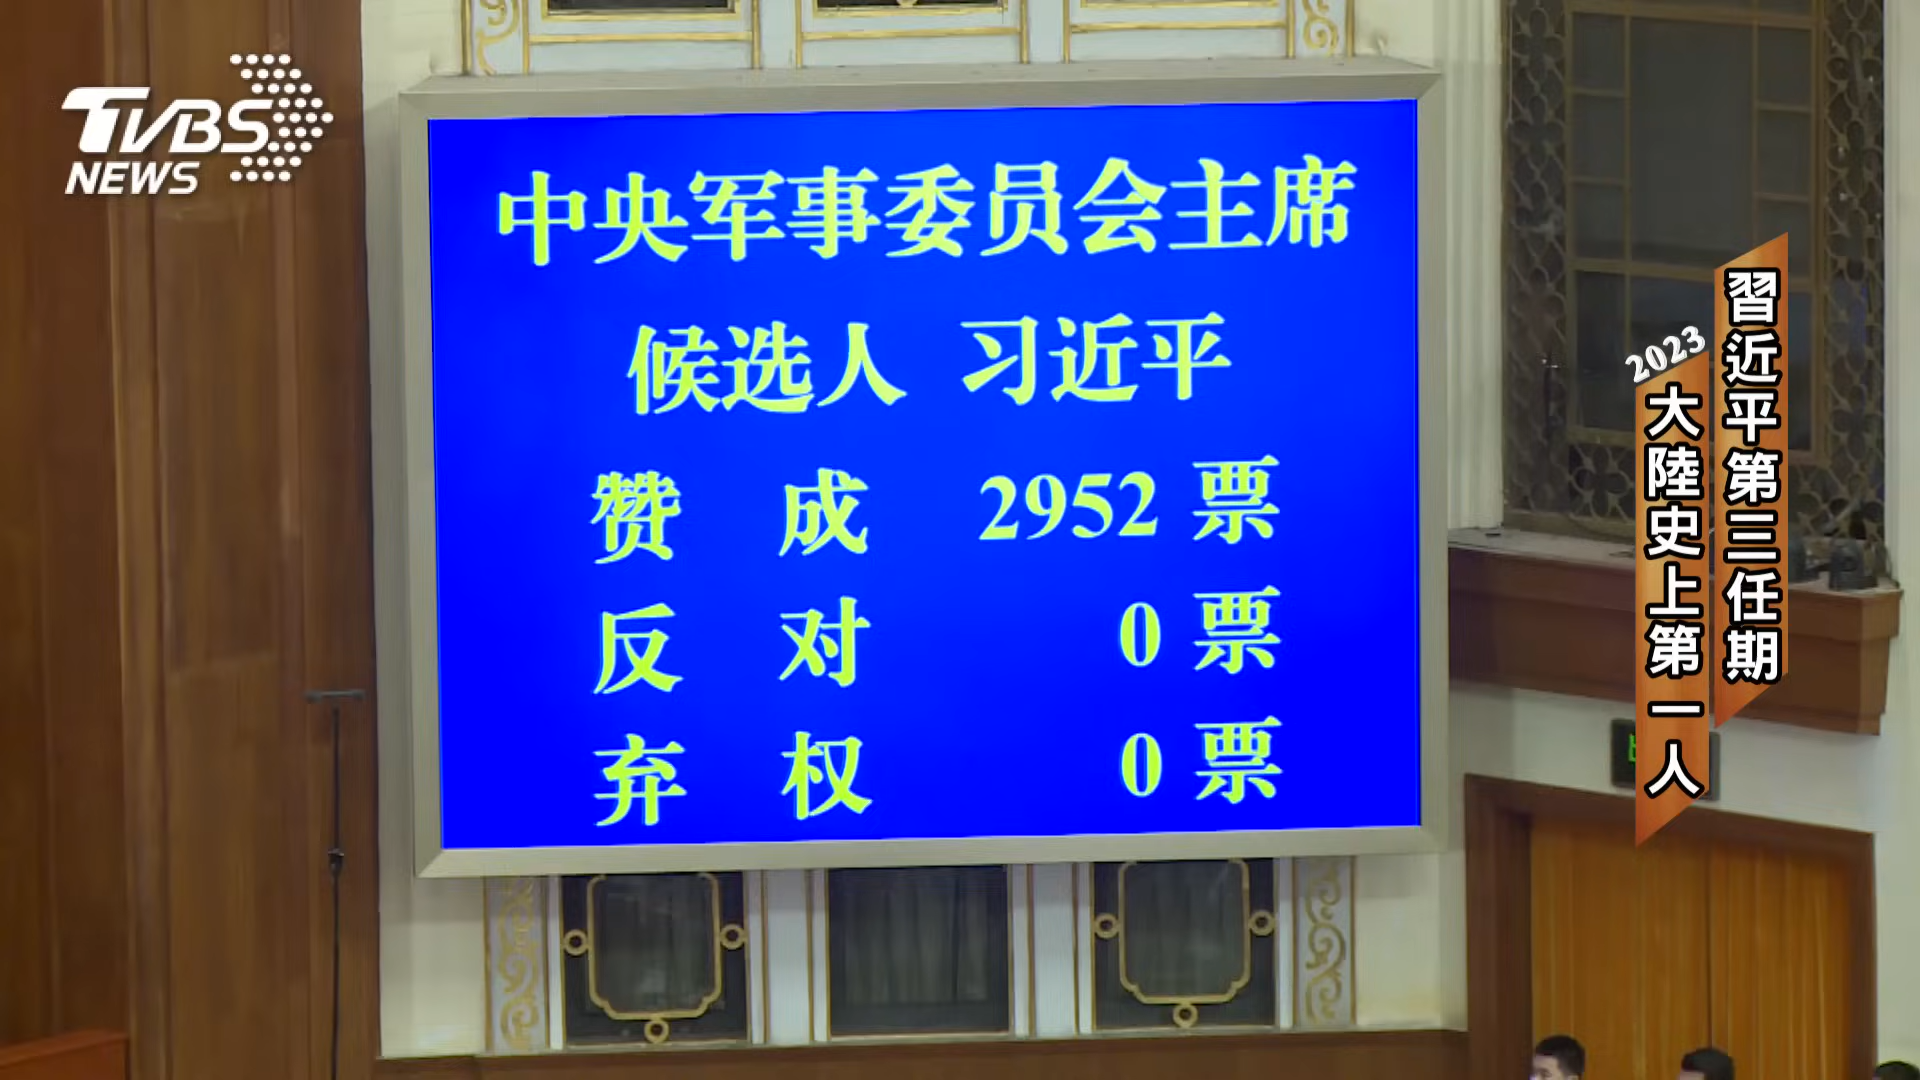 TVBS
NEWS
中央军事委员会主席
候选人 习近平
赞 成 2952 票
反 对 0 票
弃 权 0 票
習近平第三任期
2023
大陸史上第一人